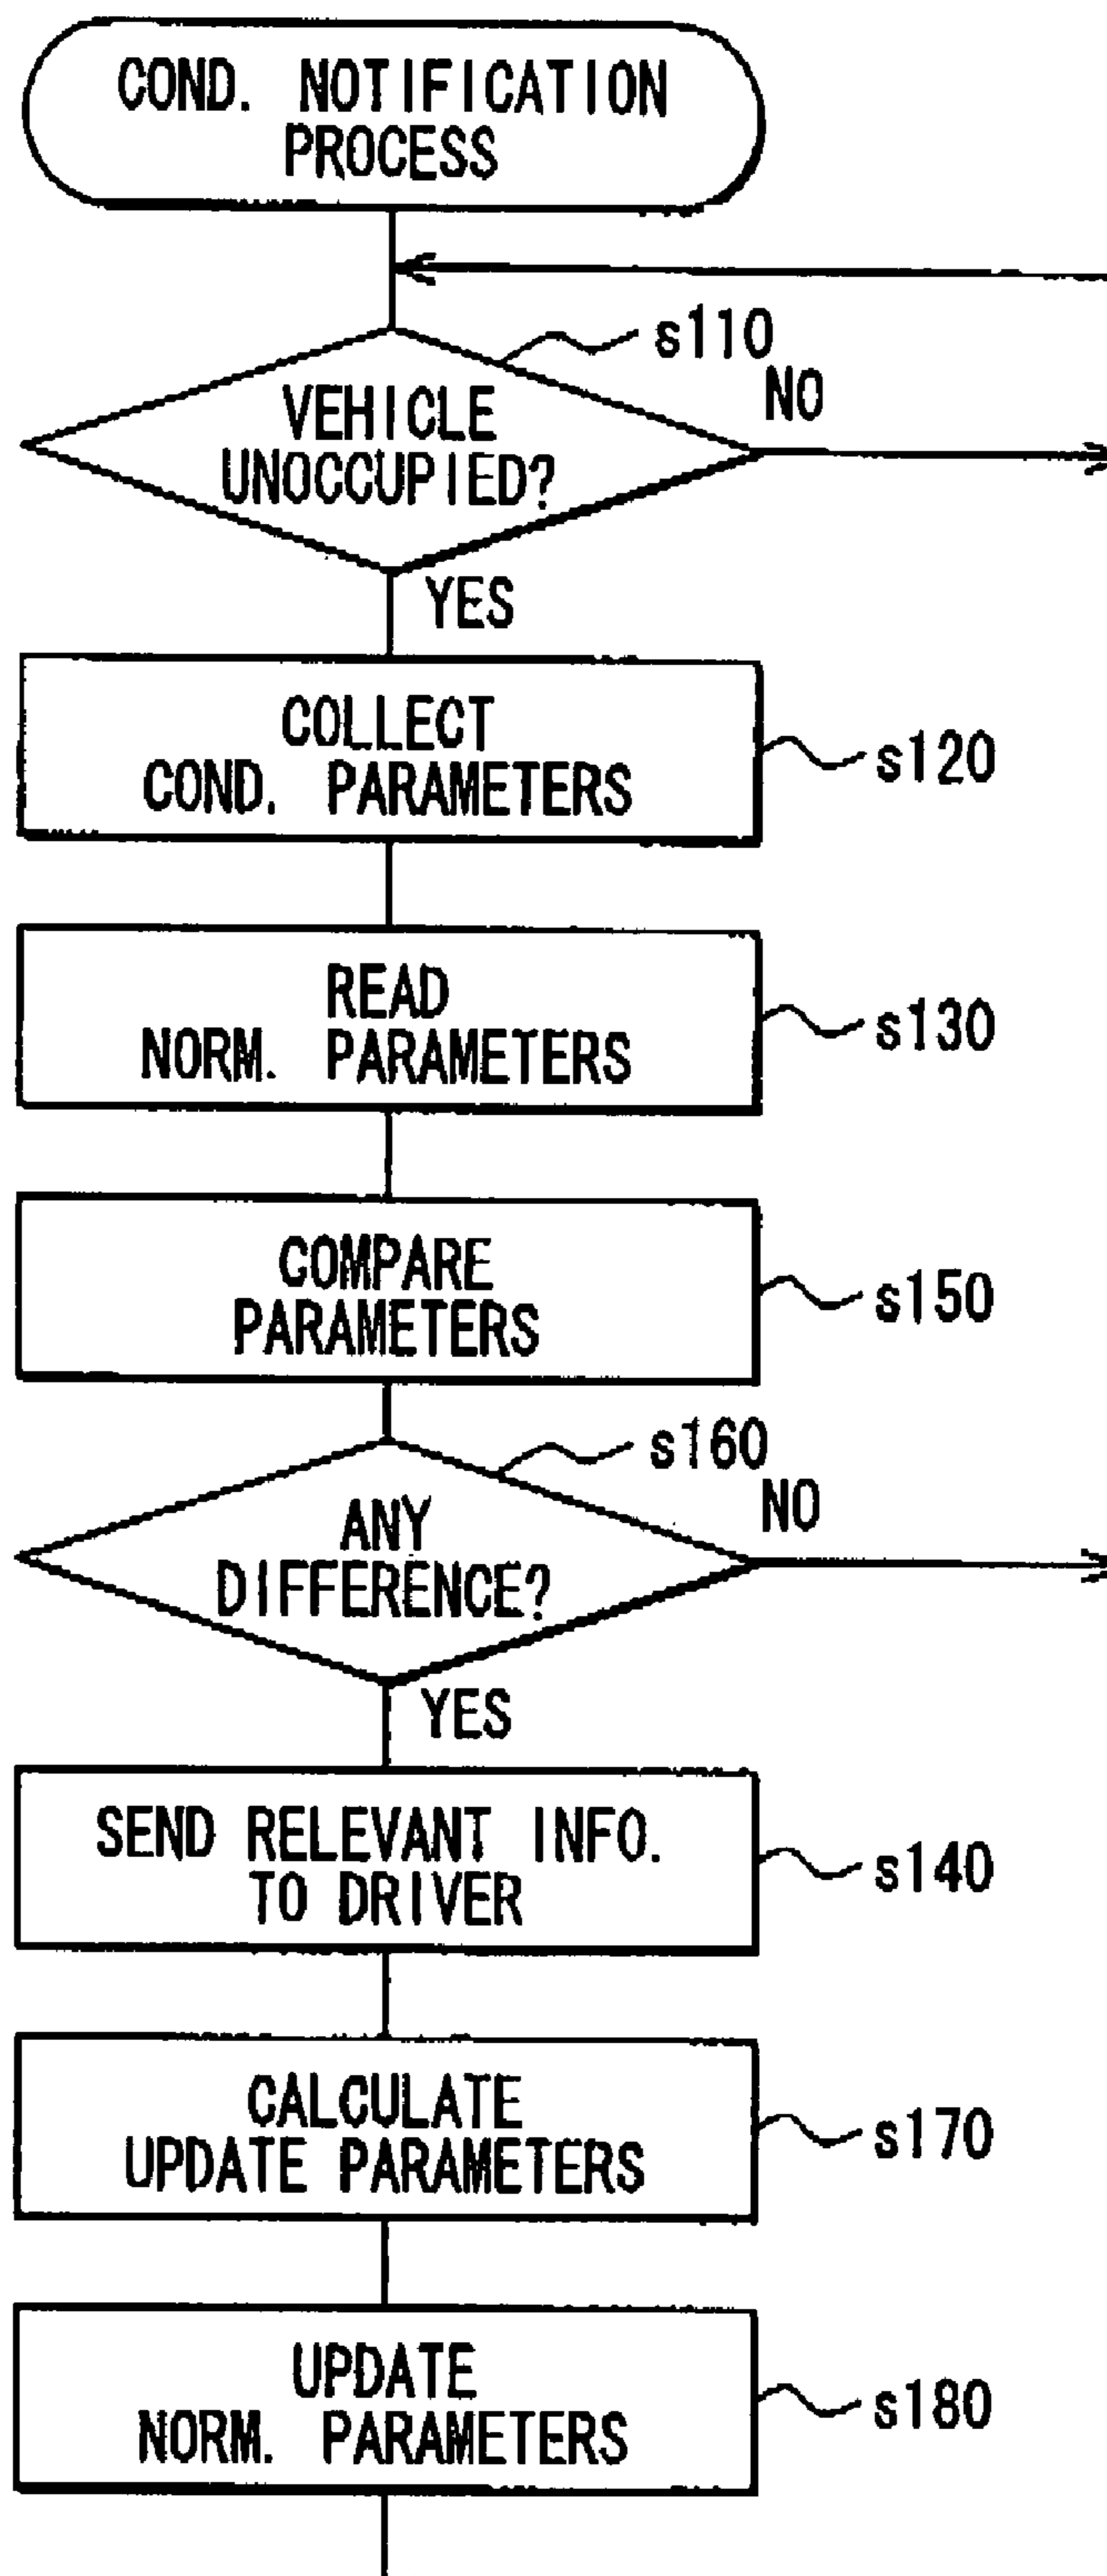 COND. NOTIFICATION
PROCESS
s110
NO
VEHICLE
UNOCCUPIED?
YES
COLLECT
COND. PARAMETERS
s120
READ
NORM. PARAMETERS
s130
COMPARE
PARAMETERS
s150
s160
NO
ANY
DIFFERENCE?
YES
SEND RELEVANT INFO.
TO DRIVER
s140
CALCULATE
UPDATE PARAMETERS
s170
UPDATE
NORM. PARAMETERS
s180